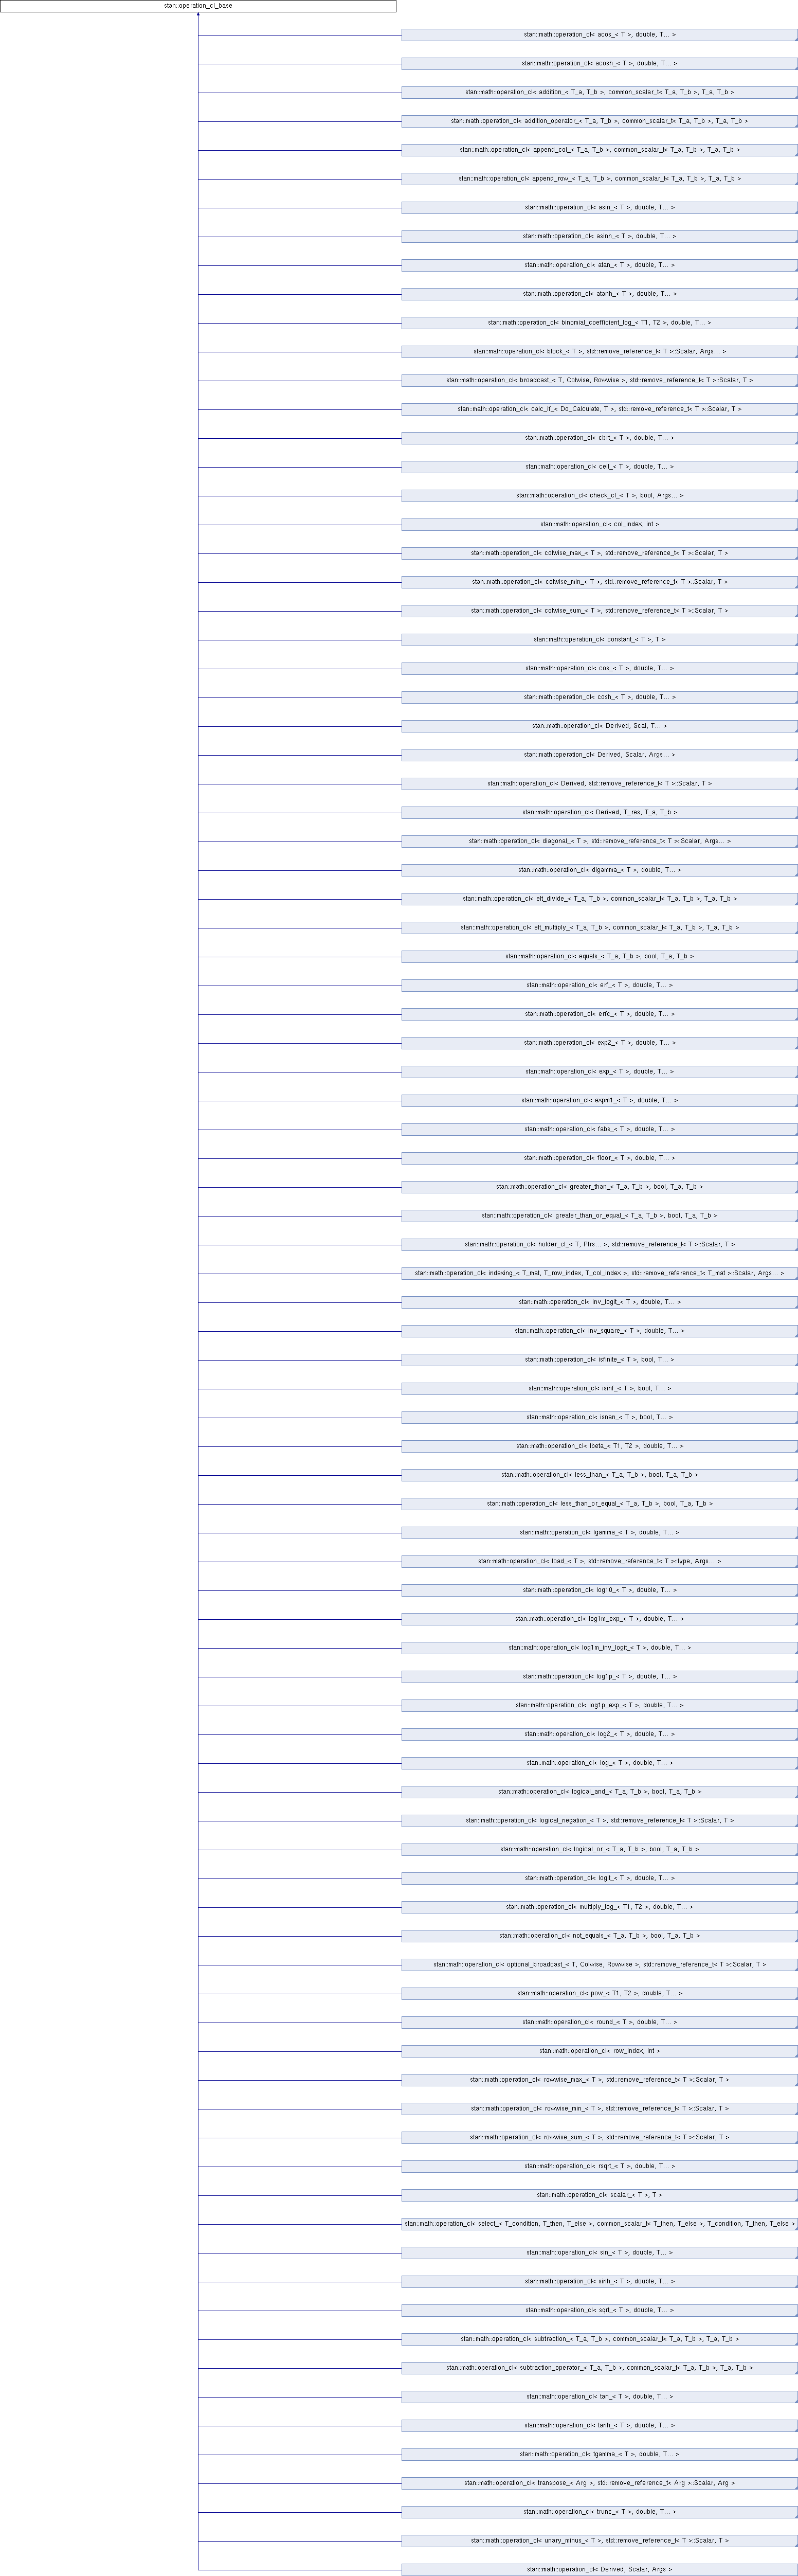 stan::operation_cl_base
stan::math::operation_cl< acos_< T >, double, T... >
stan::math::operation_cl< acosh_< T >, double, T... >
stan::math::operation_cl< addition_< T_a, T_b >, common_scalar_t< T_a, T_b >, T_a, T_b >
stan::math::operation_cl< addition_operator_< T_a, T_b >, common_scalar_t< T_a, T_b >, T_a, T_b >
stan::math::operation_cl< append_col_< T_a, T_b >, common_scalar_t< T_a, T_b >, T_a, T_b >
stan::math::operation_cl< append_row_< T_a, T_b >, common_scalar_t< T_a, T_b >, T_a, T_b >
stan::math::operation_cl< asin_< T >, double, T... >
stan::math::operation_cl< asinh_< T >, double, T... >
stan::math::operation_cl< atan_< T >, double, T... >
stan::math::operation_cl< atanh_< T >, double, T... >
stan::math::operation_cl< binomial_coefficient_log_< T1, T2 >, double, T... >
stan::math::operation_cl< block_< T >, std::remove_reference_t< T >::Scalar, Args... >
stan::math::operation_cl< broadcast_< T, Colwise, Rowwise >, std::remove_reference_t< T >::Scalar, T >
stan::math::operation_cl< calc_if_< Do_Calculate, T >, std::remove_reference_t< T >::Scalar, T >
stan::math::operation_cl< cbrt_< T >, double, T... >
stan::math::operation_cl< ceil_< T >, double, T... >
stan::math::operation_cl< check_cl_< T >, bool, Args... >
stan::math::operation_cl< col_index, int >
stan::math::operation_cl< colwise_max_< T >, std::remove_reference_t< T >::Scalar, T >
stan::math::operation_cl< colwise_min_< T >, std::remove_reference_t< T >::Scalar, T >
stan::math::operation_cl< colwise_sum_< T >, std::remove_reference_t< T >::Scalar, T >
stan::math::operation_cl< constant_< T >, T >
stan::math::operation_cl< cos_< T >, double, T... >
stan::math::operation_cl< cosh_< T >, double, T... >
stan::math::operation_cl< Derived, Scal, T... >
stan::math::operation_cl< Derived, Scalar, Args... >
stan::math::operation_cl< Derived, std::remove_reference_t< T >::Scalar, T >
stan::math::operation_cl< Derived, T_res, T_a, T_b >
stan::math::operation_cl< diagonal_< T >, std::remove_reference_t< T >::Scalar, Args... >
stan::math::operation_cl< digamma_< T >, double, T... >
stan::math::operation_cl< elt_divide_< T_a, T_b >, common_scalar_t< T_a, T_b >, T_a, T_b >
stan::math::operation_cl< elt_multiply_< T_a, T_b >, common_scalar_t< T_a, T_b >, T_a, T_b >
stan::math::operation_cl< equals_< T_a, T_b >, bool, T_a, T_b >
stan::math::operation_cl< erf_< T >, double, T... >
stan::math::operation_cl< erfc_< T >, double, T... >
stan::math::operation_cl< exp2_< T >, double, T... >
stan::math::operation_cl< exp_< T >, double, T... >
stan::math::operation_cl< expm1_< T >, double, T... >
stan::math::operation_cl< fabs_< T >, double, T... >
stan::math::operation_cl< floor_< T >, double, T... >
stan::math::operation_cl< greater_than_< T_a, T_b >, bool, T_a, T_b >
stan::math::operation_cl< greater_than_or_equal_< T_a, T_b >, bool, T_a, T_b >
stan::math::operation_cl< holder_cl_< T, Ptrs... >, std::remove_reference_t< T >::Scalar, T >
stan::math::operation_cl< indexing_< T_mat, T_row_index, T_col_index >, std::remove_reference_t< T_mat >::Scalar, Args... >
stan::math::operation_cl< inv_logit_< T >, double, T... >
stan::math::operation_cl< inv_square_< T >, double, T... >
stan::math::operation_cl< isfinite_< T >, bool, T... >
stan::math::operation_cl< isinf_< T >, bool, T... >
stan::math::operation_cl< isnan_< T >, bool, T... >
stan::math::operation_cl< lbeta_< T1, T2 >, double, T... >
stan::math::operation_cl< less_than_< T_a, T_b >, bool, T_a, T_b >
stan::math::operation_cl< less_than_or_equal_< T_a, T_b >, bool, T_a, T_b >
stan::math::operation_cl< lgamma_< T >, double, T... >
stan::math::operation_cl< load_< T >, std::remove_reference_t< T >::type, Args... >
stan::math::operation_cl< log10_< T >, double, T... >
stan::math::operation_cl< log1m_exp_< T >, double, T... >
stan::math::operation_cl< log1m_inv_logit_< T >, double, T... >
stan::math::operation_cl< log1p_< T >, double, T... >
stan::math::operation_cl< log1p_exp_< T >, double, T... >
stan::math::operation_cl< log2_< T >, double, T... >
stan::math::operation_cl< log_< T >, double, T... >
stan::math::operation_cl< logical_and_< T_a, T_b >, bool, T_a, T_b >
stan::math::operation_cl< logical_negation_< T >, std::remove_reference_t< T >::Scalar, T >
stan::math::operation_cl< logical_or_< T_a, T_b >, bool, T_a, T_b >
stan::math::operation_cl< logit_< T >, double, T... >
stan::math::operation_cl< multiply_log_< T1, T2 >, double, T... >
stan::math::operation_cl< not_equals_< T_a, T_b >, bool, T_a, T_b >
stan::math::operation_cl< optional_broadcast_< T, Colwise, Rowwise >, std::remove_reference_t< T >::Scalar, T >
stan::math::operation_cl< pow_< T1, T2 >, double, T... >
stan::math::operation_cl< round_< T >, double, T... >
stan::math::operation_cl< row_index, int >
stan::math::operation_cl< rowwise_max_< T >, std::remove_reference_t< T >::Scalar, T >
stan::math::operation_cl< rowwise_min_< T >, std::remove_reference_t< T >::Scalar, T >
stan::math::operation_cl< rowwise_sum_< T >, std::remove_reference_t< T >::Scalar, T >
stan::math::operation_cl< rsqrt_< T >, double, T... >
stan::math::operation_cl< scalar_< T >, T >
stan::math::operation_cl< select_< T_condition, T_then, T_else >, common_scalar_t< T_then, T_else >, T_condition, T_then, T_else >
stan::math::operation_cl< sin_< T >, double, T... >
stan::math::operation_cl< sinh_< T >, double, T... >
stan::math::operation_cl< sqrt_< T >, double, T... >
stan::math::operation_cl< subtraction_< T_a, T_b >, common_scalar_t< T_a, T_b >, T_a, T_b >
stan::math::operation_cl< subtraction_operator_< T_a, T_b >, common_scalar_t< T_a, T_b >, T_a, T_b >
stan::math::operation_cl< tan_< T >, double, T... >
stan::math::operation_cl< tanh_< T >, double, T... >
stan::math::operation_cl< tgamma_< T >, double, T... >
stan::math::operation_cl< transpose_< Arg >, std::remove_reference_t< Arg >::Scalar, Arg >
stan::math::operation_cl< trunc_< T >, double, T... >
stan::math::operation_cl< unary_minus_< T >, std::remove_reference_t< T >::Scalar, T >
stan::math::operation_cl< Derived, Scalar, Args >